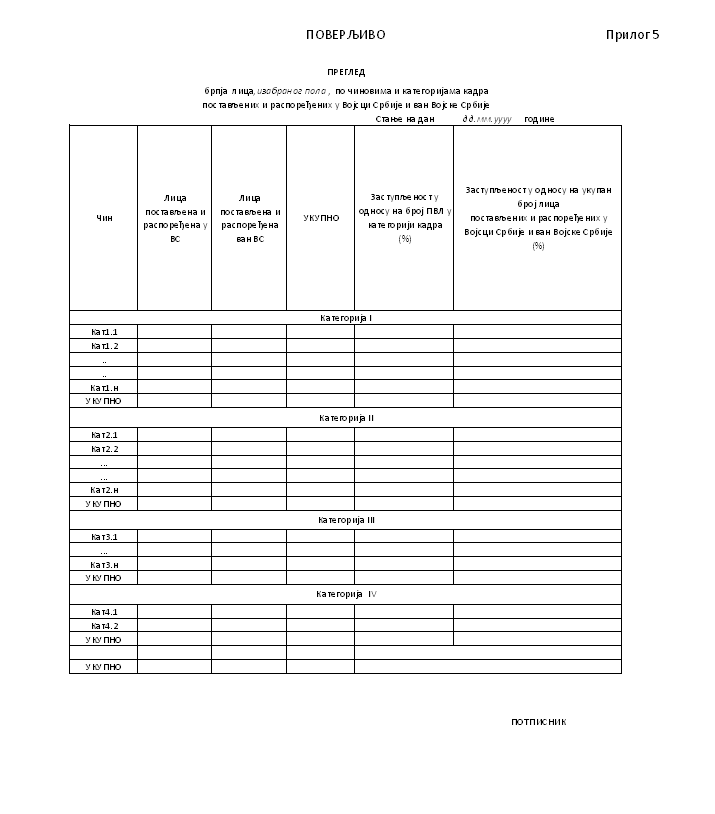 ПОВЕРЉИВО Прилог 5
ПРЕГЛЕД
брпја лица, изабраног пола , по чиновима и категоријама кадра
постављених и распоређених у Војсци Србије и ван Војске Србије
Стање на дан дд.мм.уууу године
Чин
Лица
постављена и
распоређена у
ВС
Лица
постављена и
распоређена
ван ВС
УКУПНО
Заступљеност у
односу на број ПВЛ у
категорији кадра
(%)
Заступљеност у односу на укупан
број лица
постављених и распоређених у
Војсци Србије и ван Војске Србије
(%)
Категорија I
Кат1.1
Кат1.2
..
..
Кат1.н
УКУПНО
Категорија II
Кат2.1
Кат2.2
...
...
Кат2.н
УКУПНО
Категорија III
Кат3.1
...
Кат3.н
УКУПНО
Категорија IV
Кат4.1
Кат4.2
УКУПНО
УКУПНО
ПОТПИСНИК